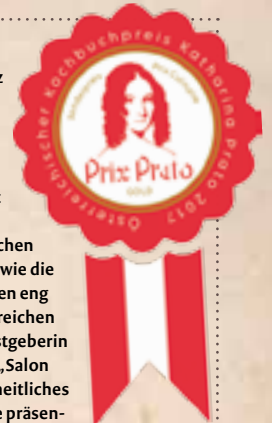 Österreichischer Kochbuchpreis Katharina Prato 2017
Prix Prato
GOLD
z
t
chen
wie die
en eng
reichen
stgeberin
„Salon
heitliches
e präsen-